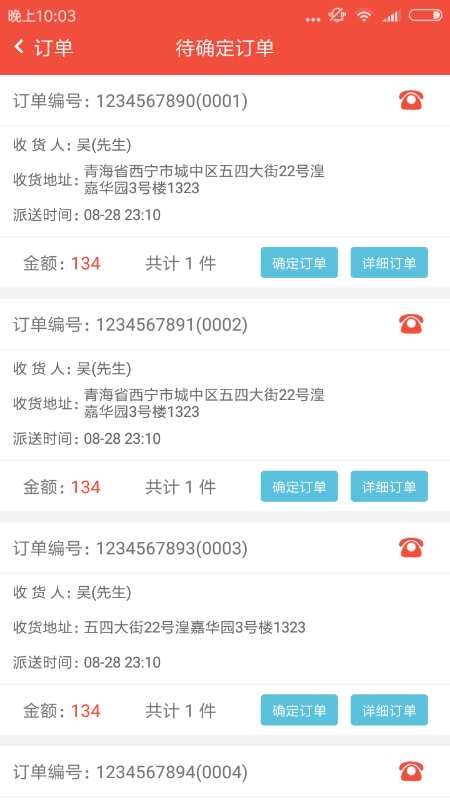 晚上10:03
订单 待确定订单
订单编号: 1234567890(0001)
收 货 人: 吴(先生)
收货地址: 青海省西宁市城中区五四大街22号湟
嘉华园3号楼1323
派送时间: 08-28 23:10
金额: 134 共计 1 件 确定订单 详细订单
订单编号: 1234567891(0002)
收 货 人: 吴(先生)
收货地址: 青海省西宁市城中区五四大街22号湟
嘉华园3号楼1323
派送时间: 08-28 23:10
金额: 134 共计 1 件 确定订单 详细订单
订单编号: 1234567893(0003)
收 货 人: 吴(先生)
收货地址: 五四大街22号湟嘉华园3号楼1323
派送时间: 08-28 23:10
金额: 134 共计 1 件 确定订单 详细订单
订单编号: 1234567894(0004)